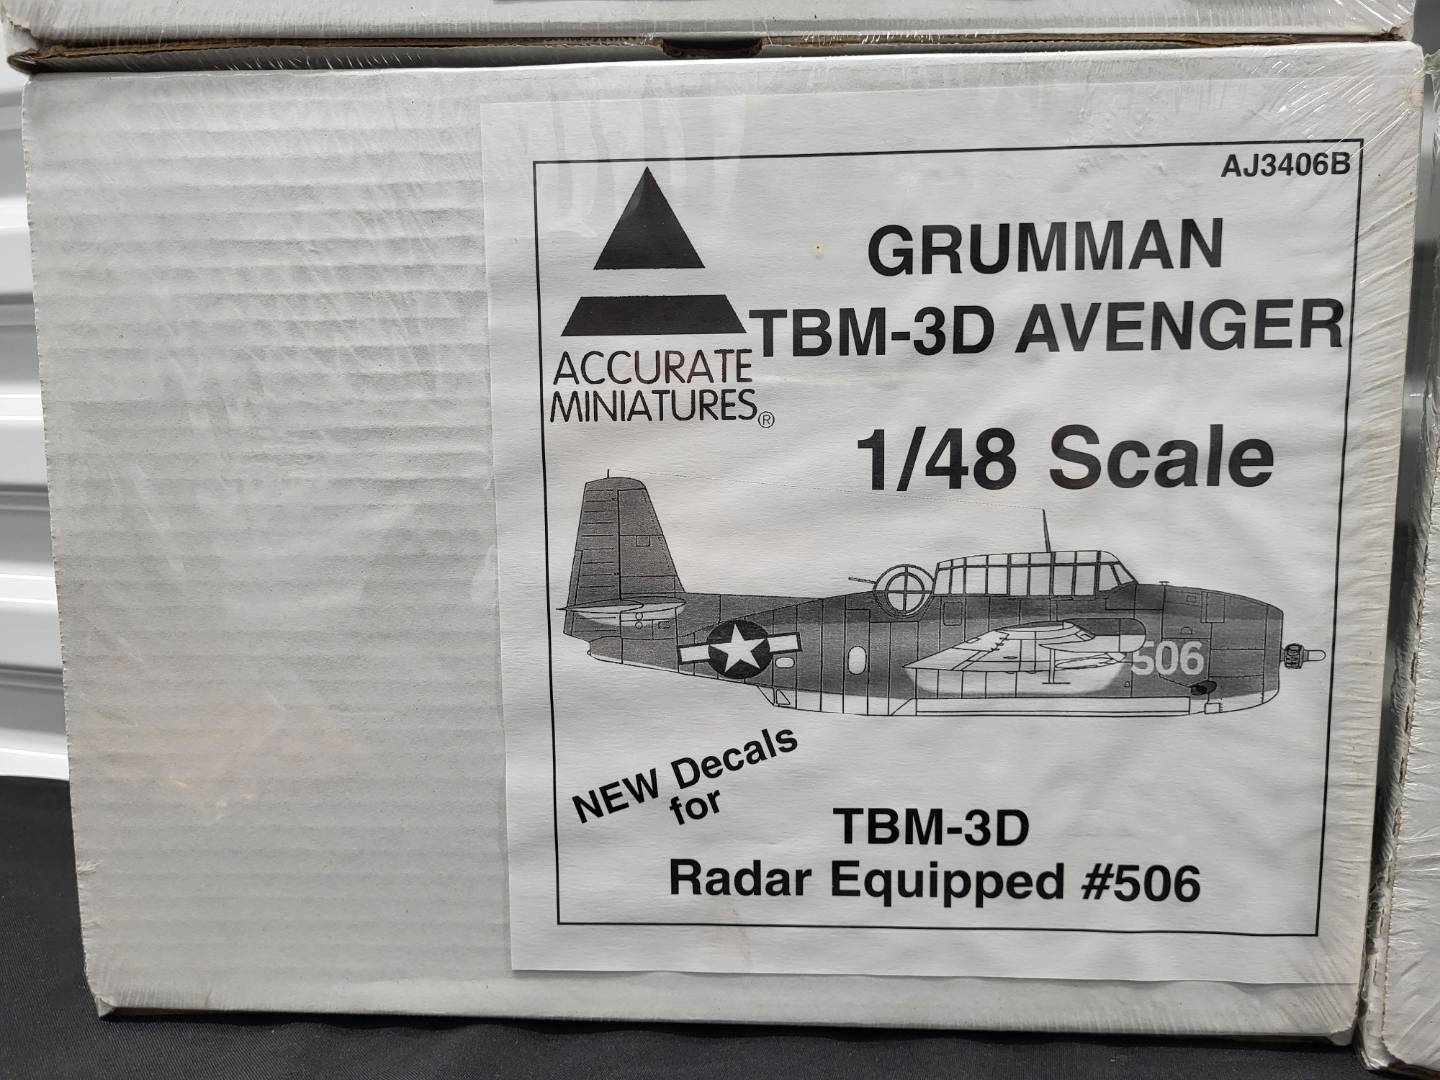 AJ3406B
GRUMMAN
TBM-3D AVENGER
ACCURATE
MINIATURES®
1/48 Scale
506
NEW Decals
for
TBM-3D
Radar Equipped #506